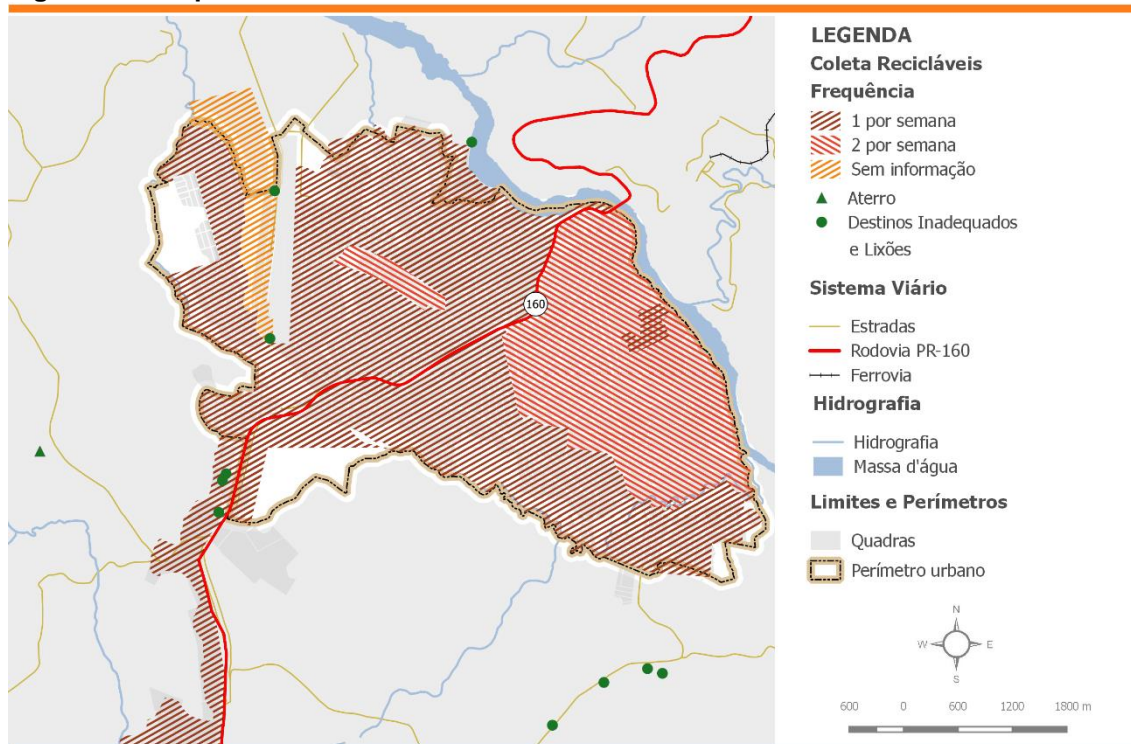 LEGENDA
Coleta Recicláveis
Frequência
1 por semana
2 por semana
Sem informação
Aterro
Destinos Inadequados
e Lixões
Sistema Viário
Estradas
Rodovia PR-160
Ferrovia
Hidrografia
Hidrografia
Massa d'água
Limites e Perímetros
Quadras
Perímetro urbano
160
N
W
E
S
600 0 600 1200 1800 m